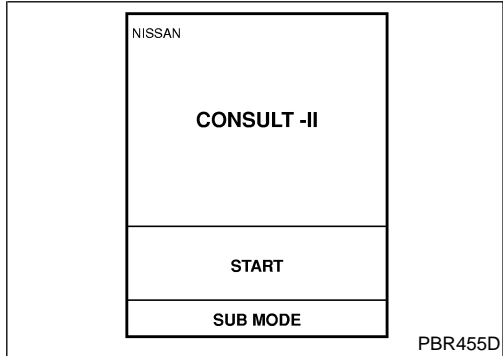 NISSAN
CONSULT -II
START
SUB MODE
PBR455D